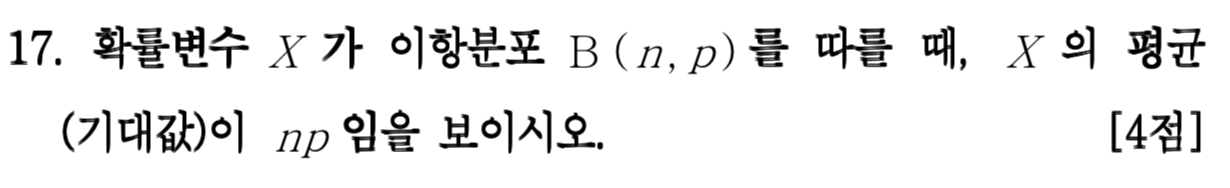 17. 확률변수 X 가 이항분포 B(n, p)를 따를 때, X 의 평균
(기대값)이 np 임을 보이시오. [4점]